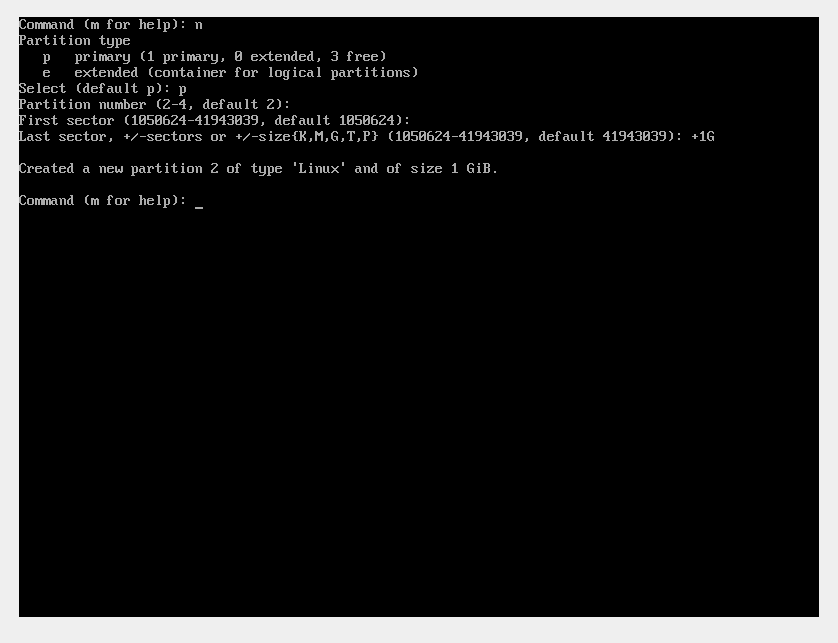 Command (m for help): n
Partition type
   p   primary (1 primary, 0 extended, 3 free)
   e   extended (container for logical partitions)
Select (default p): p
Partition number (2-4, default 2):
First sector (1050624-41943039, default 1050624):
Last sector, +/-sectors or +/-size{K,M,G,T,P} (1050624-41943039, default 41943039): +1G
Created a new partition 2 of type 'Linux' and of size 1 GiB.
Command (m for help): _